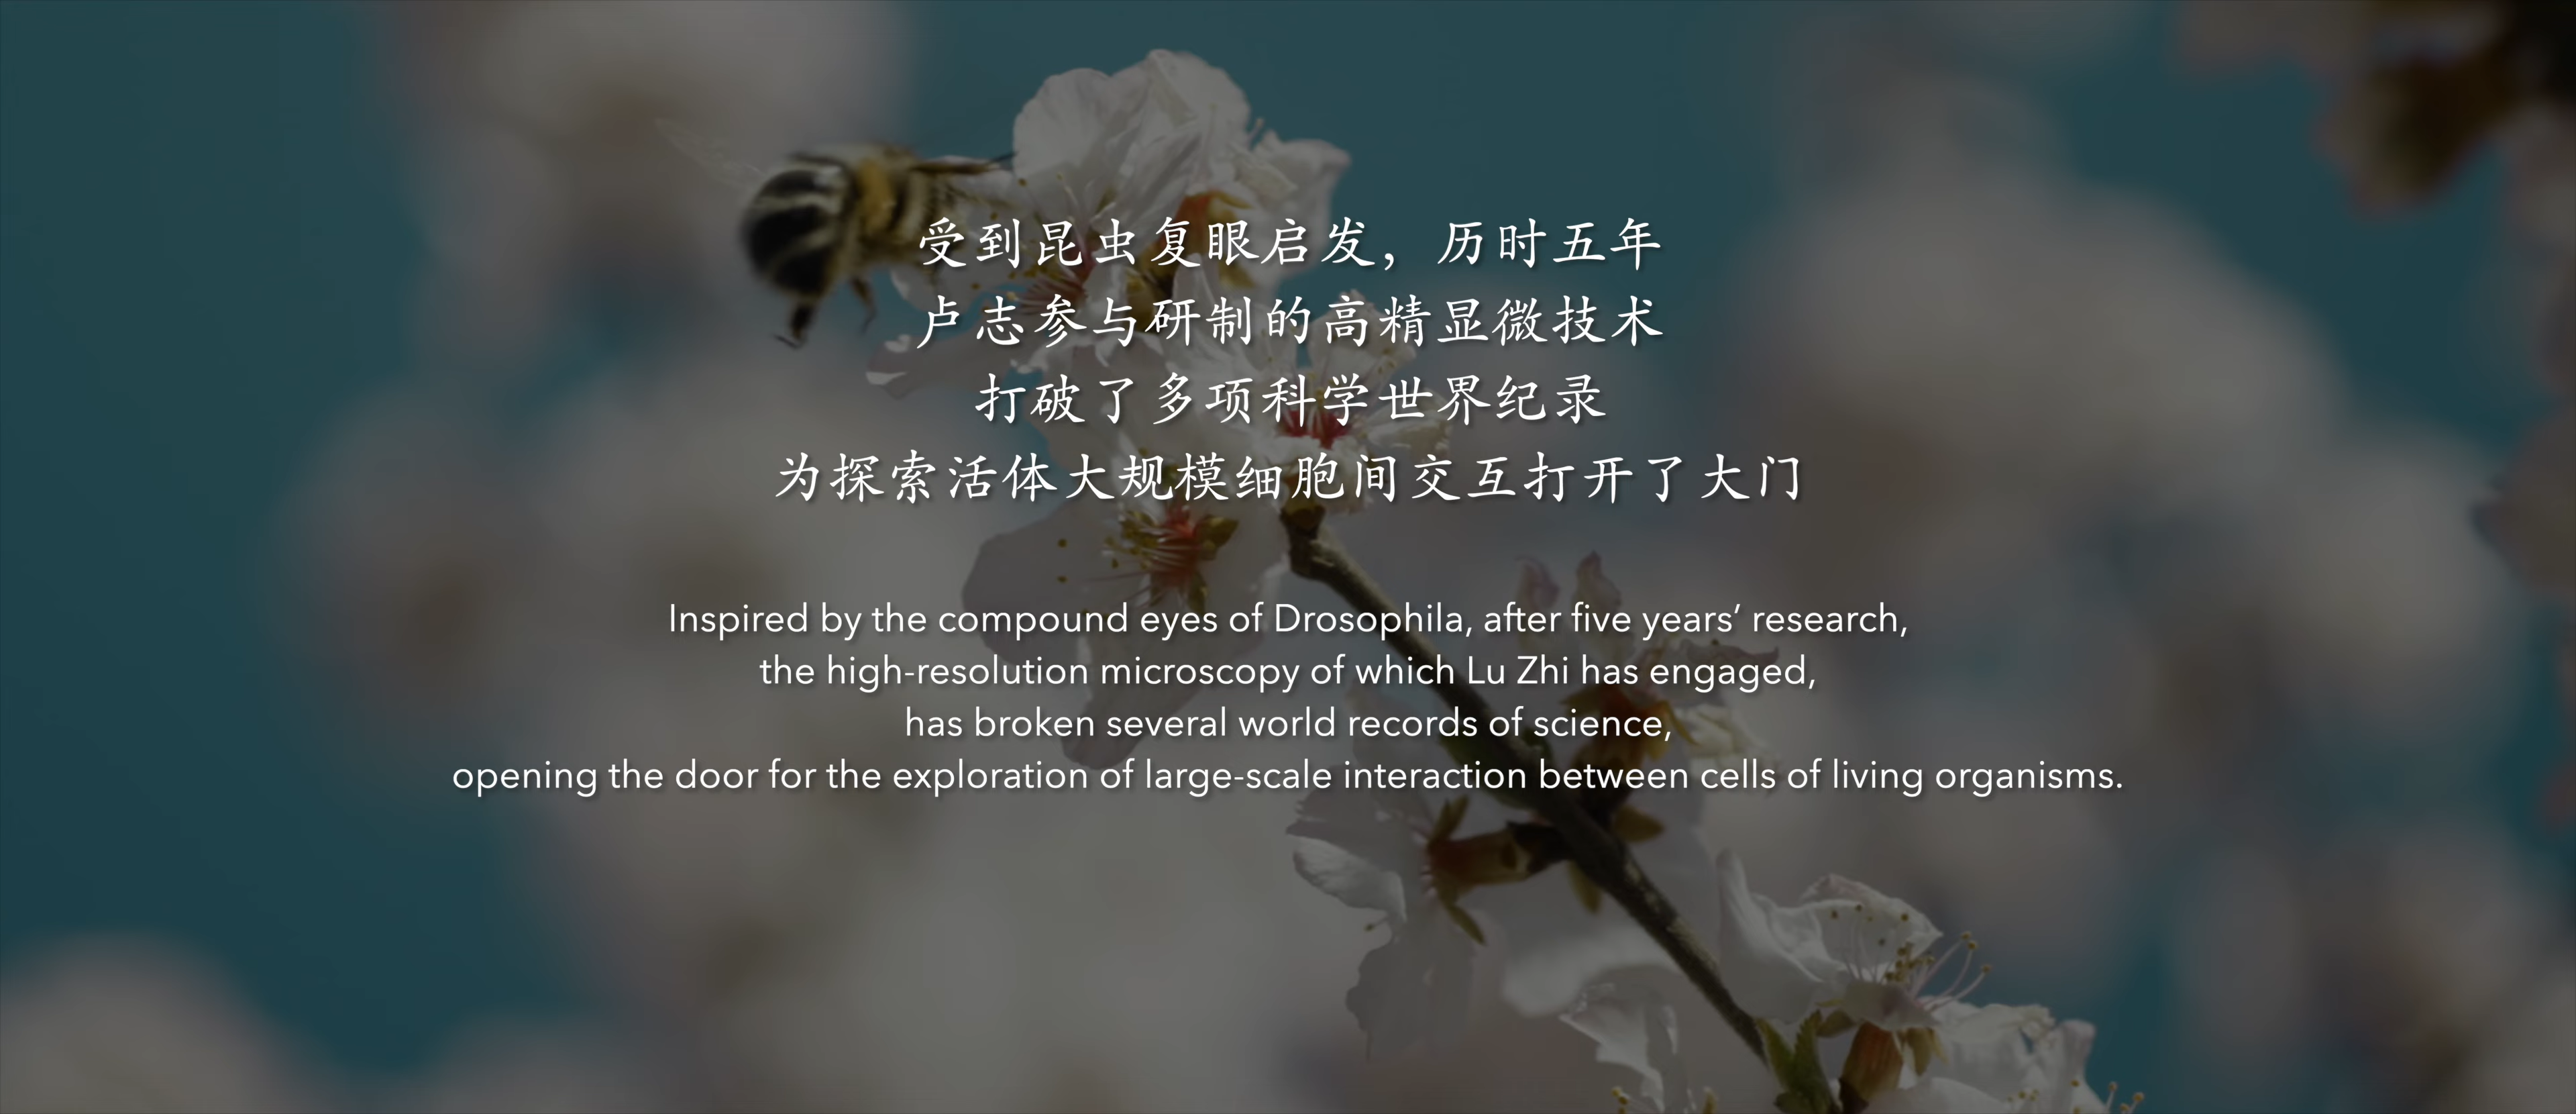 受到昆虫复眼启发，历时五年
卢志参与研制的高精显微技术
打破了多项科学世界纪录
为探索活体大规模细胞间交互打开了大门
Inspired by the compound eyes of Drosophila, after five years’ research,
the high-resolution microscopy of which Lu Zhi has engaged,
has broken several world records of science,
opening the door for the exploration of large-scale interaction between cells of living organisms.